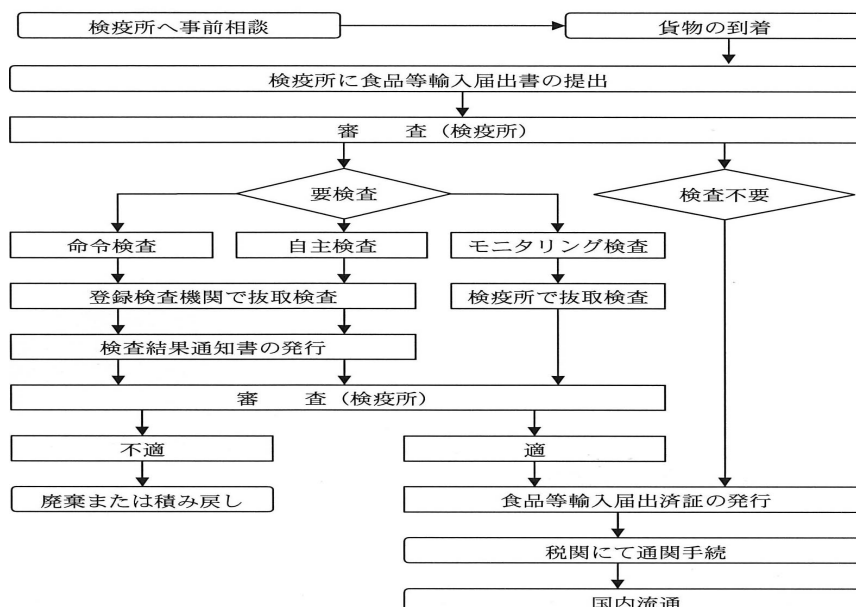 検疫所へ事前相談
貨物の到着
検疫所に食品等輸入届出書の提出
審　　査（検疫所）
要検査
検査不要
命令検査
自主検査
モニタリング検査
登録検査機関で抜取検査
検疫所で抜取検査
検査結果通知書の発行
審　　査（検疫所）
不適
適
廃棄または積み戻し
食品等輸入届出済証の発行
税関にて通関手続
国内流通